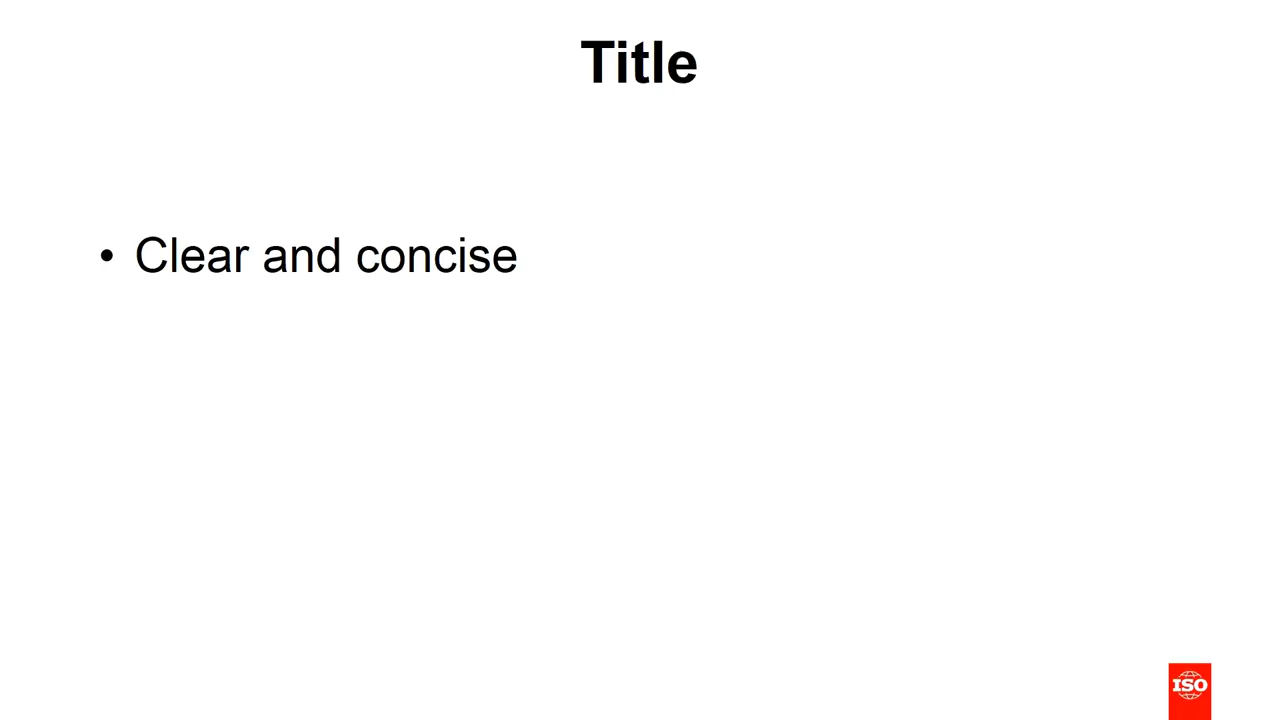 Title
• Clear and concise
ISO